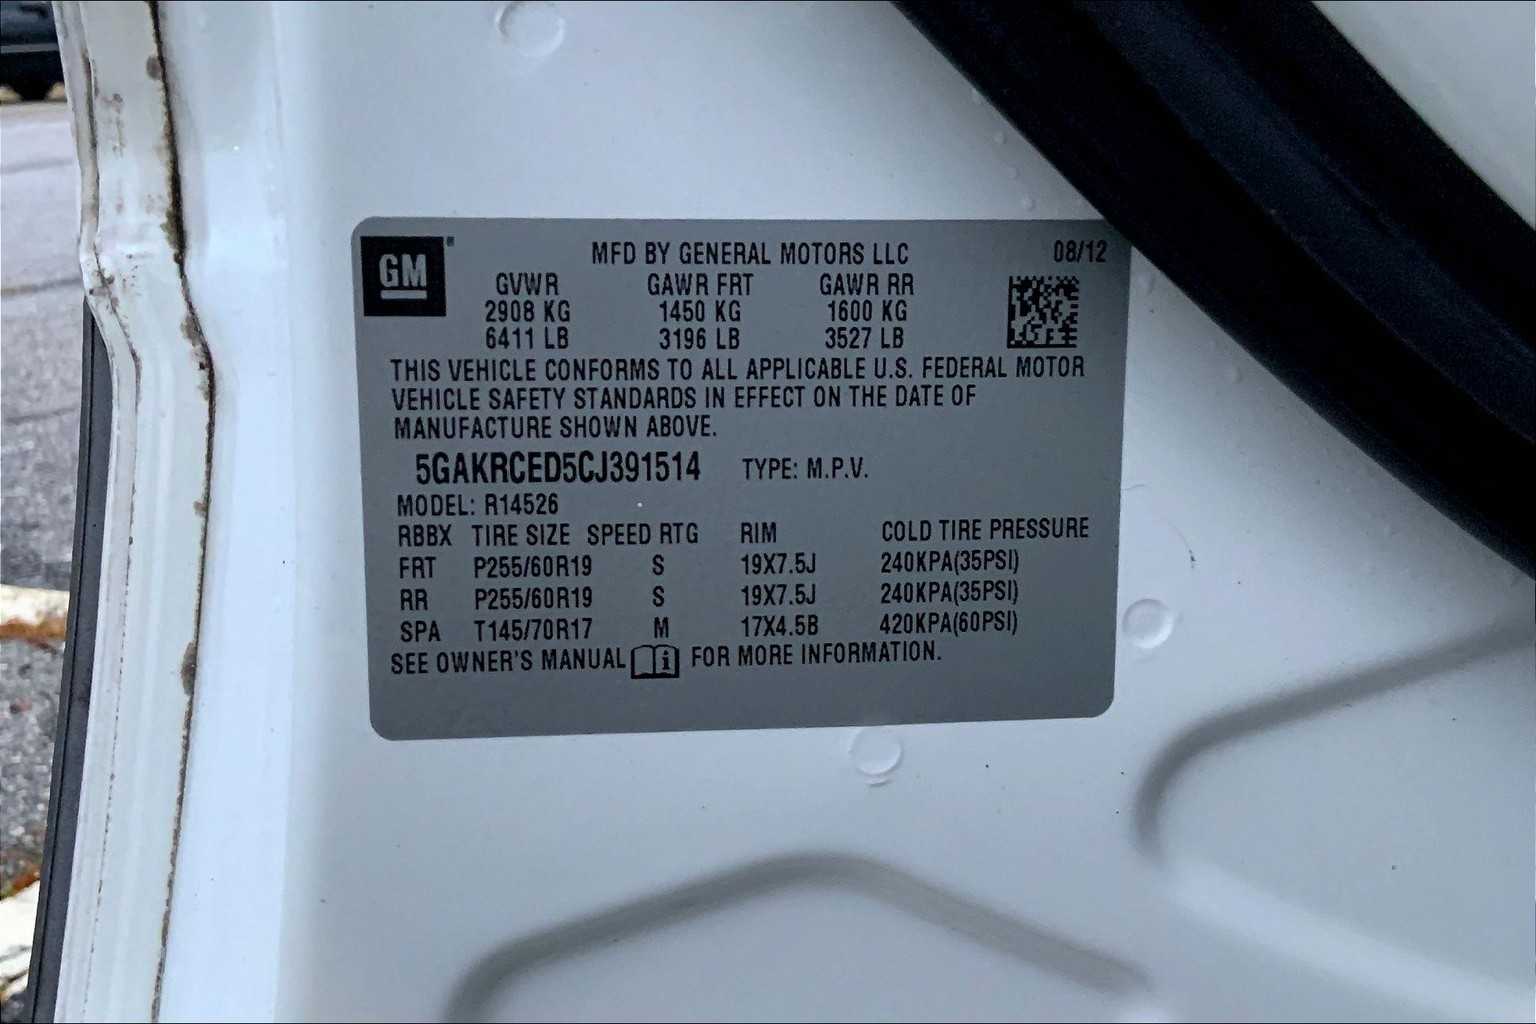 GM
MFD BY GENERAL MOTORS LLC 08/12
GVWR GAWR FRT GAWR RR
2908 KG 1450 KG 1600 KG
6411 LB 3196 LB 3527 LB
THIS VEHICLE CONFORMS TO ALL APPLICABLE U.S. FEDERAL MOTOR
VEHICLE SAFETY STANDARDS IN EFFECT ON THE DATE OF
MANUFACTURE SHOWN ABOVE.
5GAKRCED5CJ391514 TYPE: M.P.V.
MODEL: R14526
RBBX TIRE SIZE SPEED RTG RIM COLD TIRE PRESSURE
FRT P255/60R19 S 19X7.5J 240KPA(35PSI)
RR P255/60R19 S 19X7.5J 240KPA(35PSI)
SPA T145/70R17 M 17X4.5B 420KPA(60PSI)
SEE OWNER'S MANUAL i FOR MORE INFORMATION.